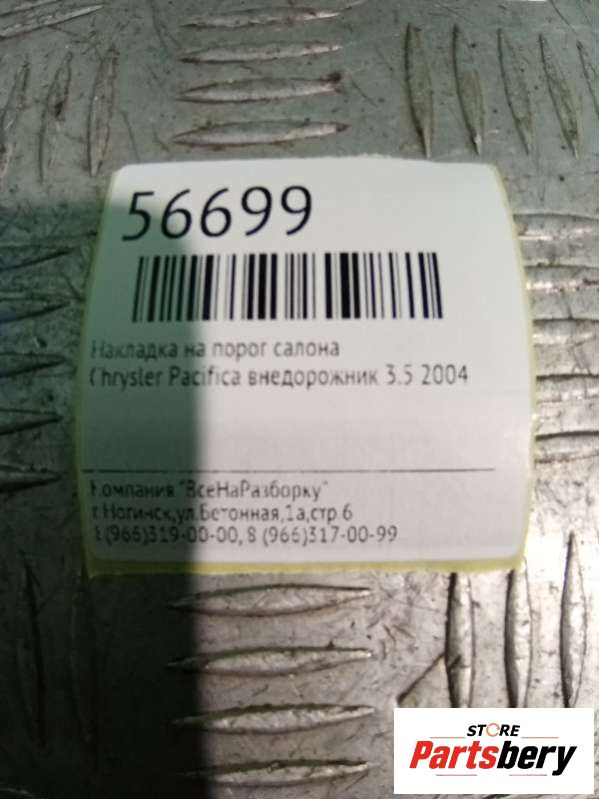 56699
Накладка на порог салона
Chrysler Pacifica внедорожник 3.5 2004
Компания "ВсеНаРазборку"
г.Ногинск,ул.Бетонная,1а,стр.6
8 (966)319-00-00, 8 (966)317-00-99
STORE
Partsbery